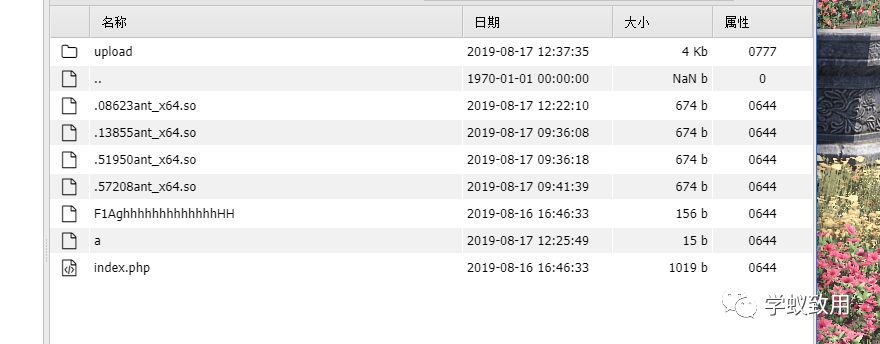 名称 日期 大小 属性
upload 2019-08-17 12:37:35 4 Kb 0777
.. 1970-01-01 00:00:00 NaN b 0
.08623ant_x64.so 2019-08-17 12:22:10 674 b 0644
.13855ant_x64.so 2019-08-17 09:36:08 674 b 0644
.51950ant_x64.so 2019-08-17 09:36:18 674 b 0644
.57208ant_x64.so 2019-08-17 09:41:39 674 b 0644
F1AghhhhhhhhhhhhhHH 2019-08-16 16:46:33 156 b 0644
a 2019-08-17 12:25:49 15 b 0644
index.php 2019-08-16 16:46:33 1019 b 0644
学蚁致用